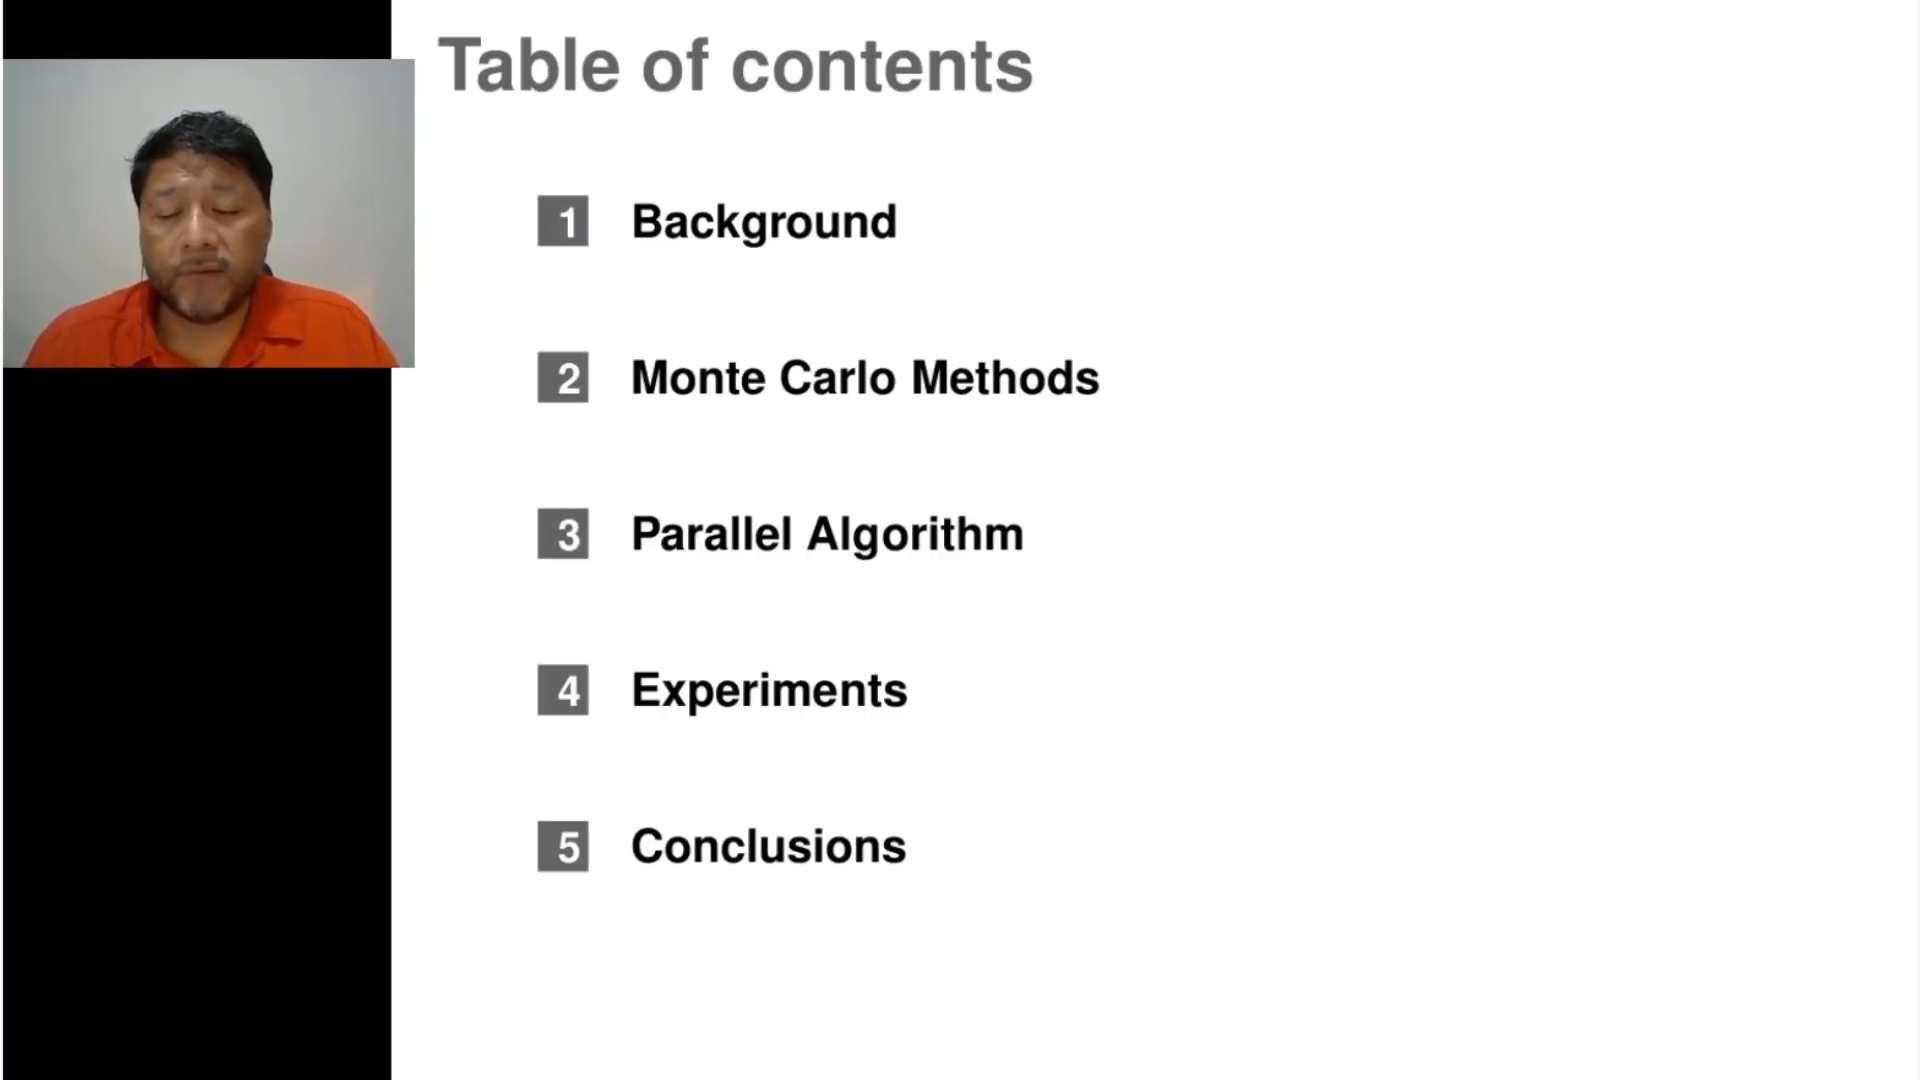 Table of contents
1 Background
2 Monte Carlo Methods
3 Parallel Algorithm
4 Experiments
5 Conclusions